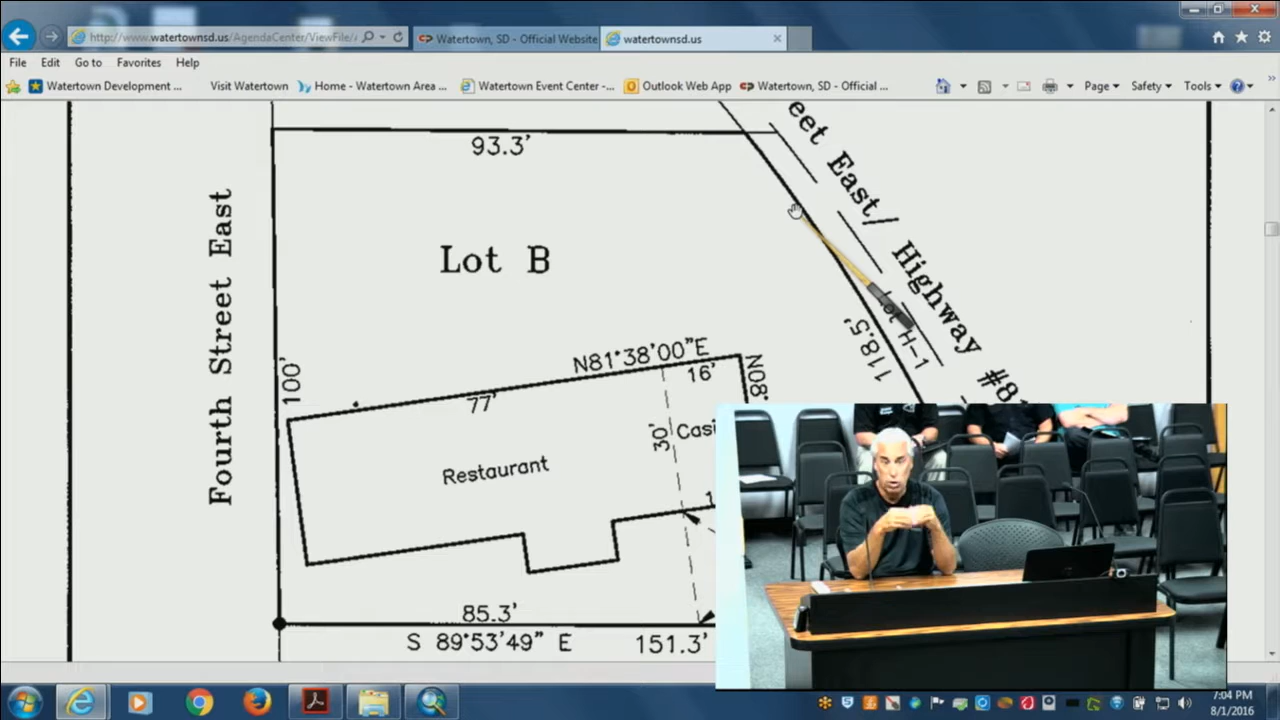 http://www.watertownsd.us/AgendaCenter/ViewFile/
Watertown, SD - Official Website
watertownsd.us
File Edit Go to Favorites Help
Watertown Development ... Visit Watertown Home - Watertown Area ... Watertown Event Center -... Outlook Web App Watertown, SD - Official ... Page Safety Tools
93.3'
eet East/ Highway #81
Lot B
Lot H-1
118.5'
Fourth Street East
100'
N81°38'00"E
16'
77'
30'
Restaurant
85.3'
S 89°53'49" E 151.3'
7:04 PM
8/1/2016